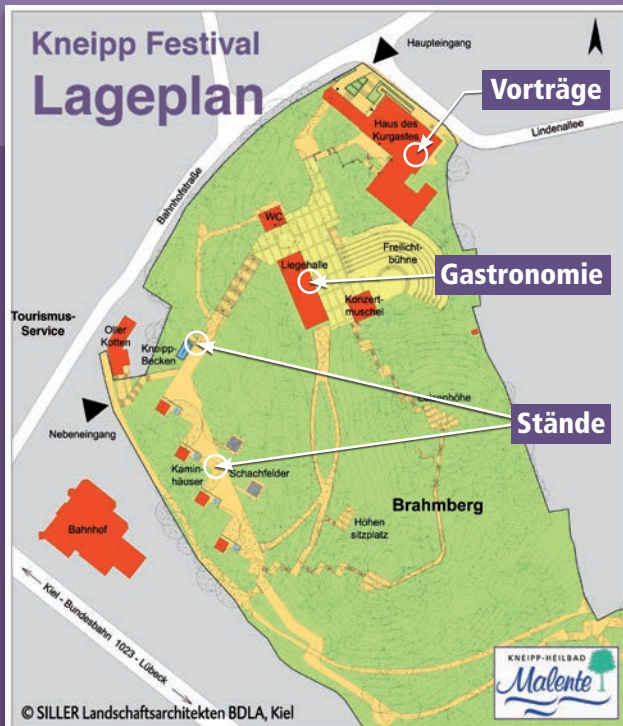 Kneipp Festival
Lageplan
Haupteingang
Vorträge
Haus des
Kurgastes
Lindenallee
Bahnhofstraße
WC
Freilicht-
bühne
Liegehalle
Gastronomie
Konzert-
muschel
Tourismus-
Service
Oller
Kotten
Kneipp-
Becken
Luisenhöhe
Nebeneingang
Stände
Kamin-
häuser
Schachfelder
Brahmberg
Höhen
sitzplatz
Bahnhof
Kiel - Bundesbahn 1023 - Lübeck
KNEIPP-HEILBAD
Malente
© SILLER Landschaftsarchitekten BDLA, Kiel